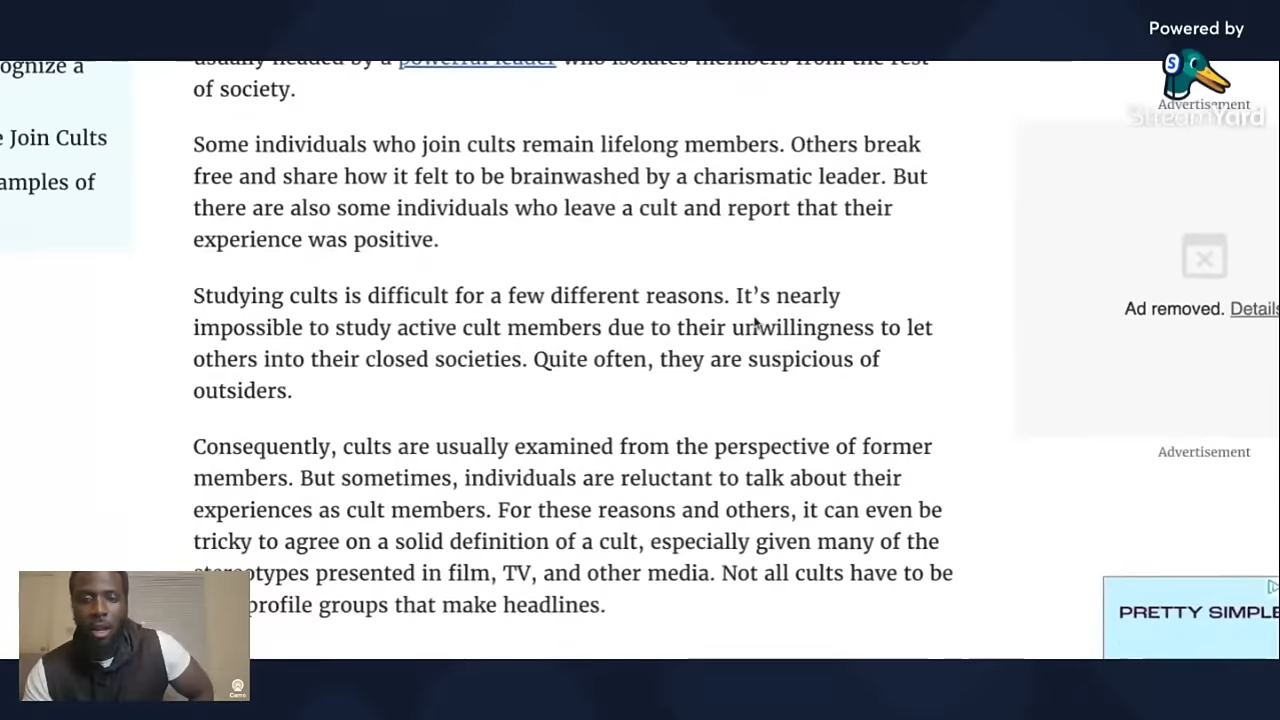 Powered by
StreamYard
ognize a
e Join Cults
amples of
powerful leader
of society.
Some individuals who join cults remain lifelong members. Others break
free and share how it felt to be brainwashed by a charismatic leader. But
there are also some individuals who leave a cult and report that their
experience was positive.
Studying cults is difficult for a few different reasons. It's nearly
impossible to study active cult members due to their unwillingness to let
others into their closed societies. Quite often, they are suspicious of
outsiders.
Consequently, cults are usually examined from the perspective of former
members. But sometimes, individuals are reluctant to talk about their
experiences as cult members. For these reasons and others, it can even be
tricky to agree on a solid definition of a cult, especially given many of the
otypes presented in film, TV, and other media. Not all cults have to be
profile groups that make headlines.
Advertisement
Ad removed. Details
Advertisement
PRETTY SIMPLE
Camo